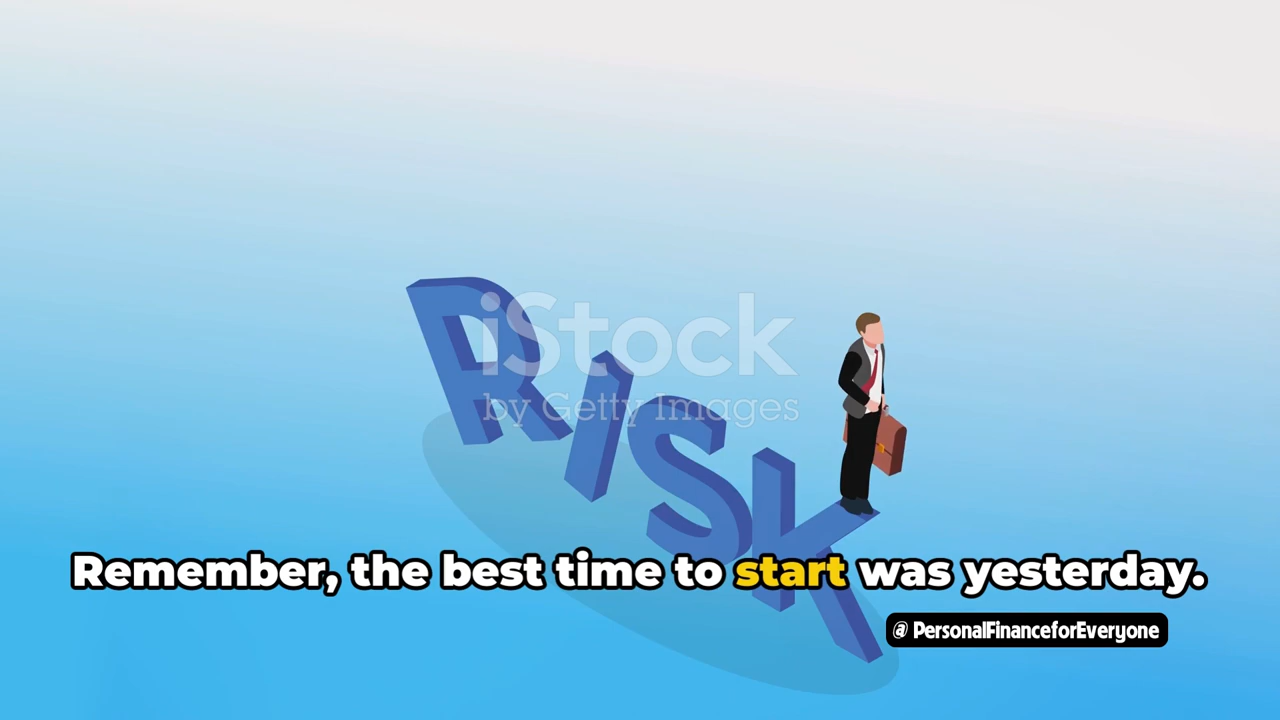 RISK
iStock
by Getty Images
Remember, the best time to start was yesterday.
@ PersonalFinanceforEveryone